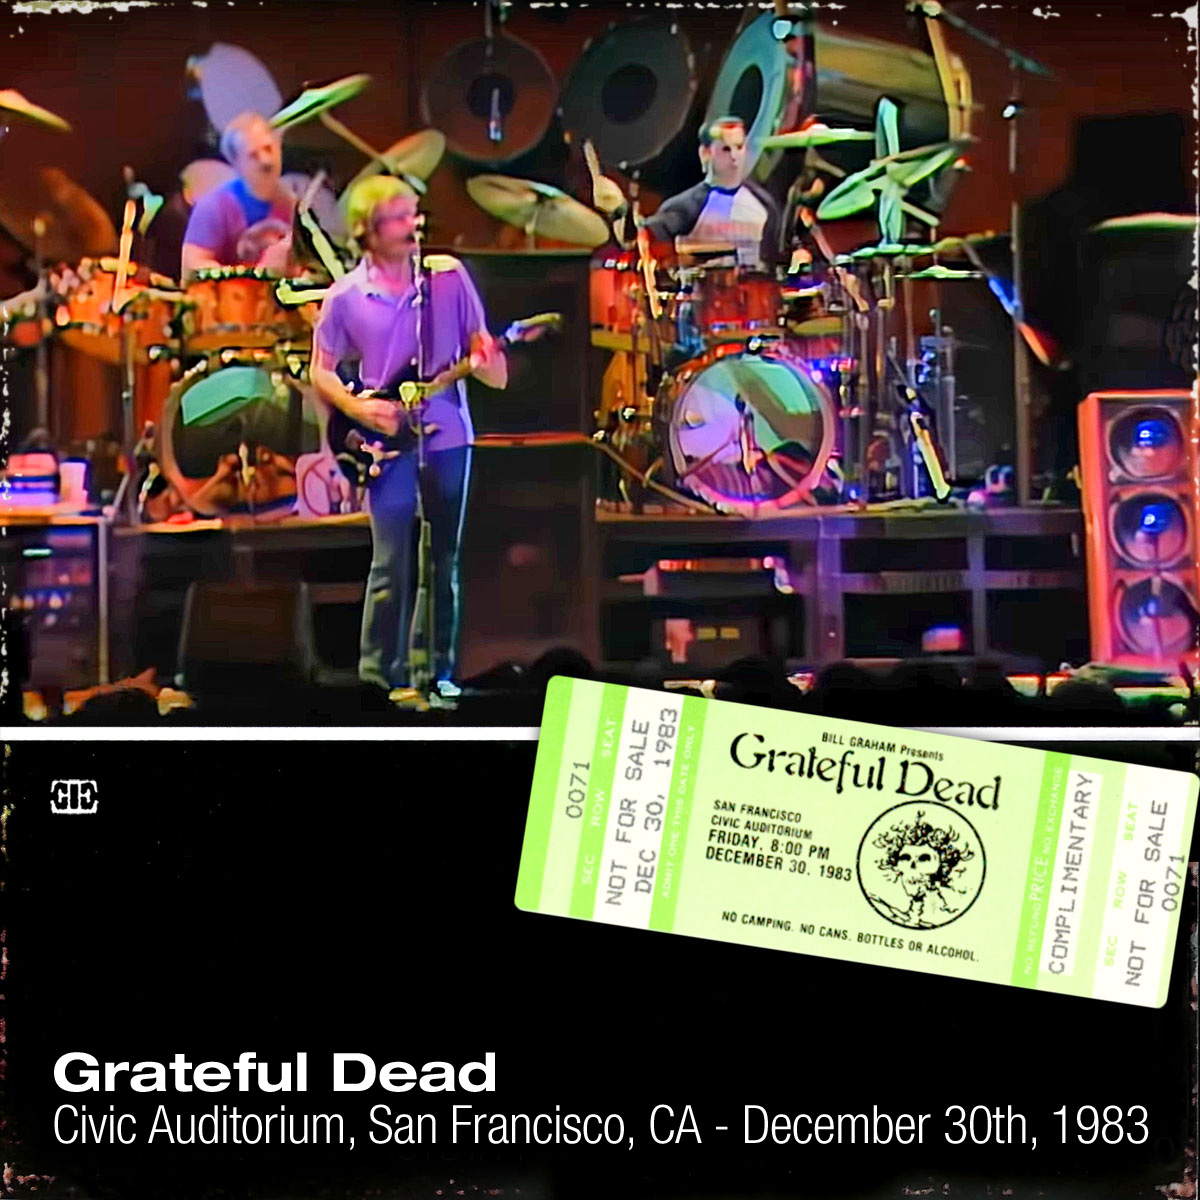 0071
SEC ROW SEAT
NOT FOR SALE
DEC 30, 1983
ADMIT ONE THIS DATE ONLY
BILL GRAHAM Presents
Grateful Dead
SAN FRANCISCO
CIVIC AUDITORIUM
FRIDAY. 8:00 PM
DECEMBER 30. 1983
NO CAMPING. NO CANS. BOTTLES OR ALCOHOL.
NO REFUND PRICE NO EXCHANGE
COMPLIMENTARY
SEC ROW SEAT
NOT FOR SALE
0071
Grateful Dead
Civic Auditorium, San Francisco, CA - December 30th, 1983